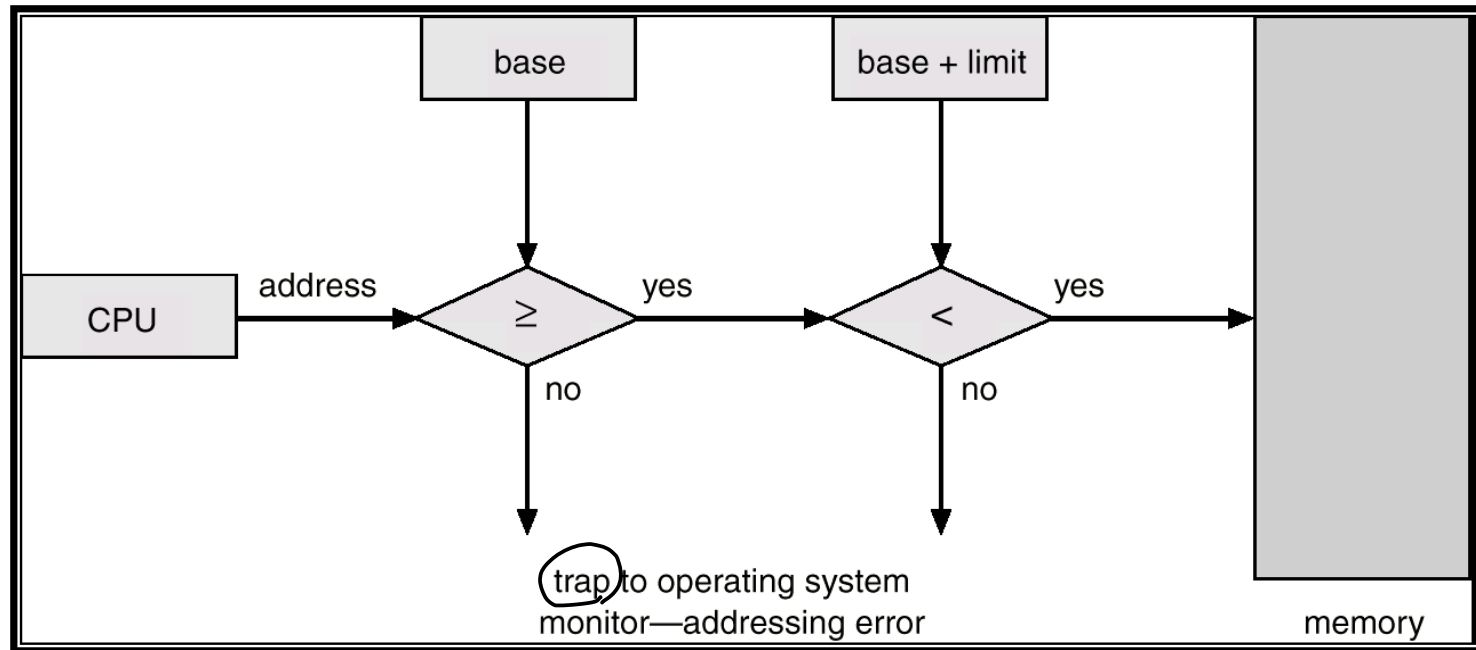 base
base + limit
address
yes
yes
CPU
≥
<
no
no
trap to operating system
monitor—addressing error
memory